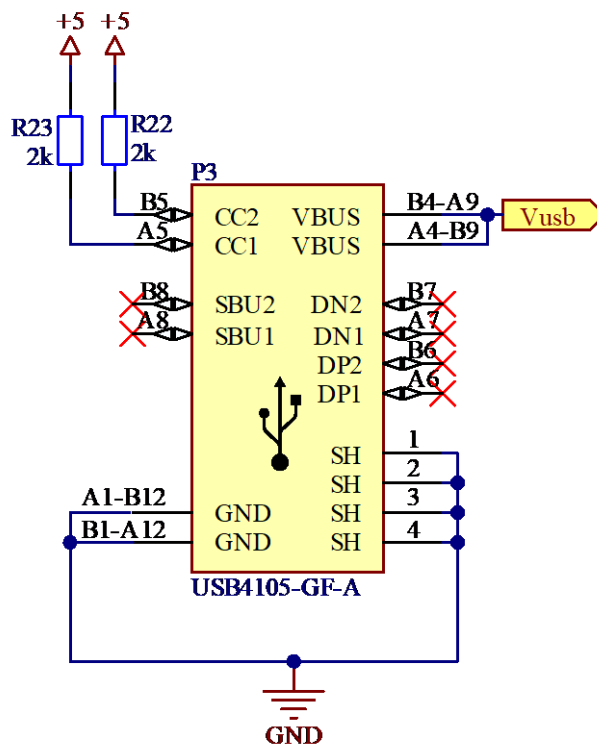 +5 +5
R23 R22
2k 2k
P3
B5 CC2 VBUS B4-A9
A5 CC1 VBUS A4-B9
Vusb
B8 SBU2 DN2 B7
A8 SBU1 DN1 A7
DP2 B6
DP1 A6
SH 1
SH 2
A1-B12 GND SH 3
B1-A12 GND SH 4
USB4105-GF-A
GND